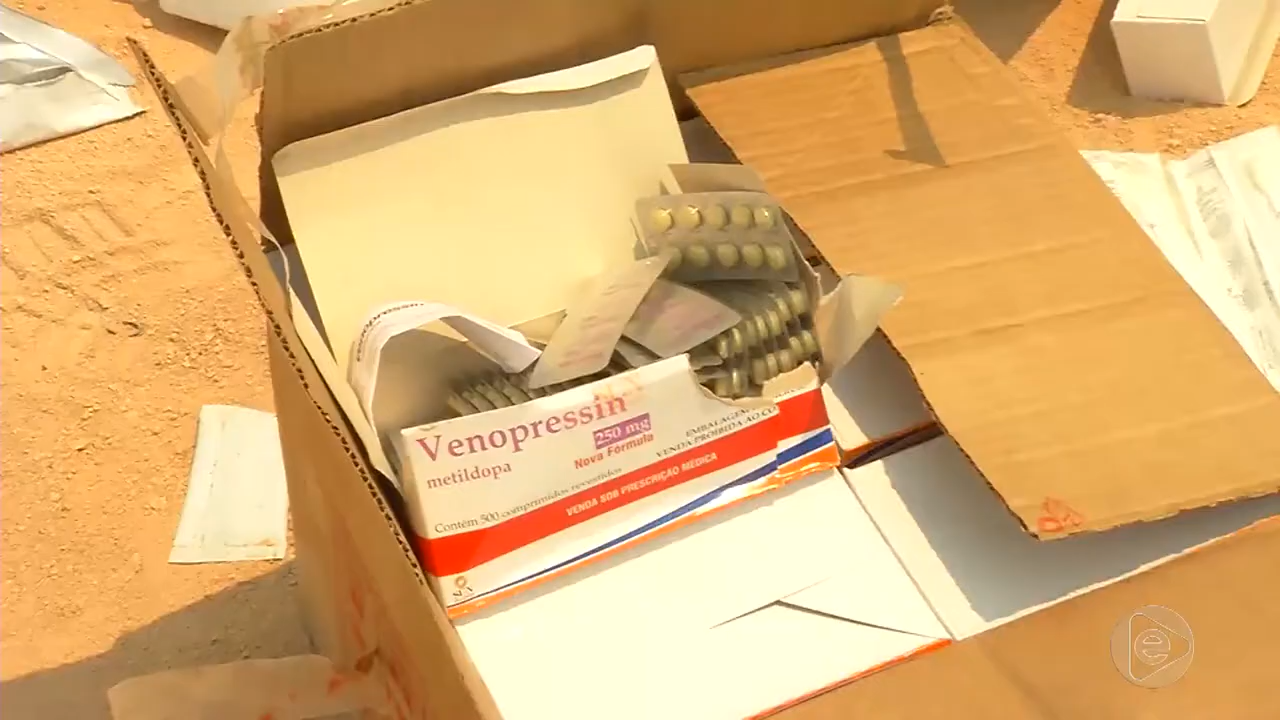 Venopressin
250 mg
metildopa
Nova Fórmula
EMBALAGEM
VENDA PROIBIDA AO CO
Contém 500 comprimidos revestidos
VENDA SOB PRESCRIÇÃO MÉDICA
e